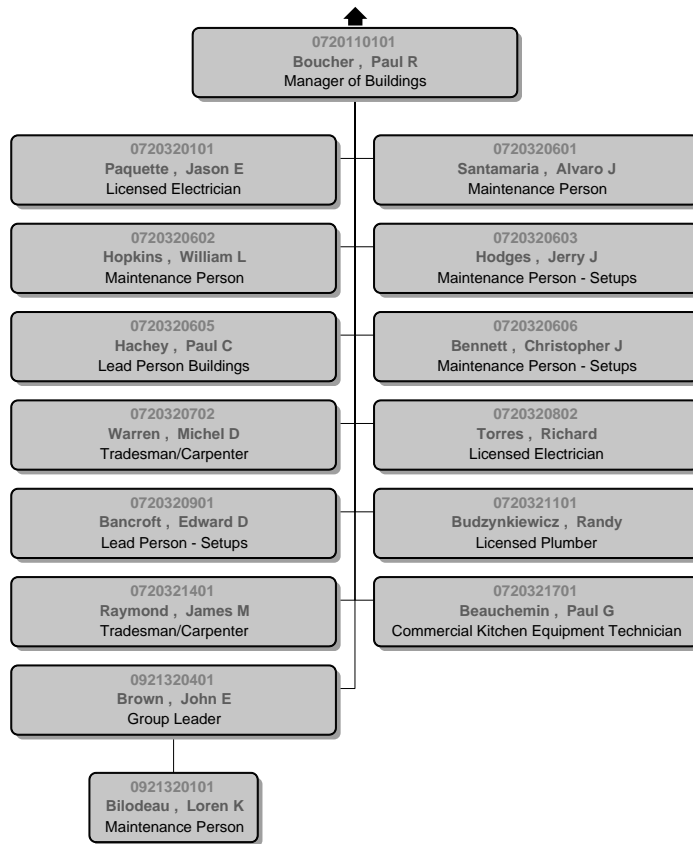 0720110101
Boucher , Paul R
Manager of Buildings
0720320101
Paquette , Jason E
Licensed Electrician
0720320601
Santamaria , Alvaro J
Maintenance Person
0720320602
Hopkins , William L
Maintenance Person
0720320603
Hodges , Jerry J
Maintenance Person - Setups
0720320605
Hachey , Paul C
Lead Person Buildings
0720320606
Bennett , Christopher J
Maintenance Person - Setups
0720320702
Warren , Michel D
Tradesman/Carpenter
0720320802
Torres , Richard
Licensed Electrician
0720320901
Bancroft , Edward D
Lead Person - Setups
0720321101
Budzynkiewicz , Randy
Licensed Plumber
0720321401
Raymond , James M
Tradesman/Carpenter
0720321701
Beauchemin , Paul G
Commercial Kitchen Equipment Technician
0921320401
Brown , John E
Group Leader
0921320101
Bilodeau , Loren K
Maintenance Person